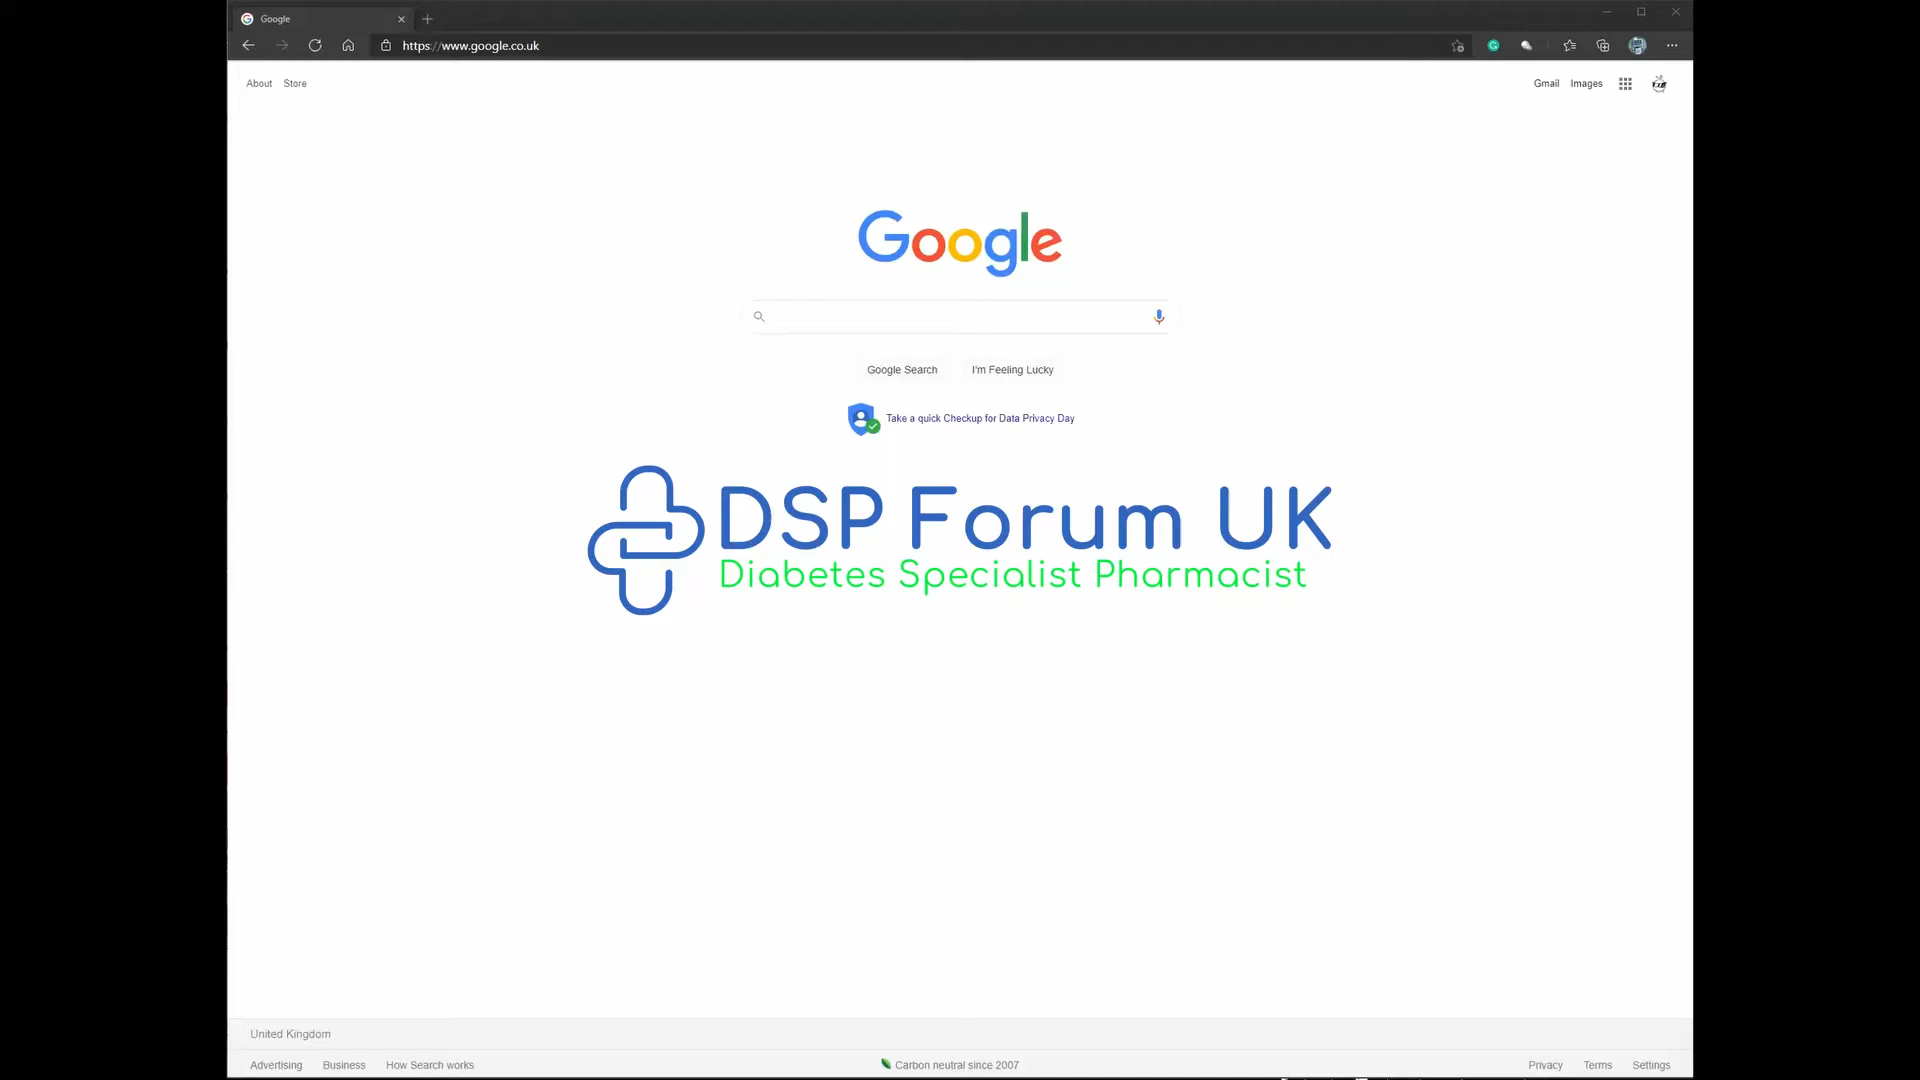 Google
https://www.google.co.uk
About Store
Gmail Images
Google
Google Search I'm Feeling Lucky
Take a quick Checkup for Data Privacy Day
DSP Forum UK
Diabetes Specialist Pharmacist
United Kingdom
Advertising Business How Search works
Carbon neutral since 2007
Privacy Terms Settings